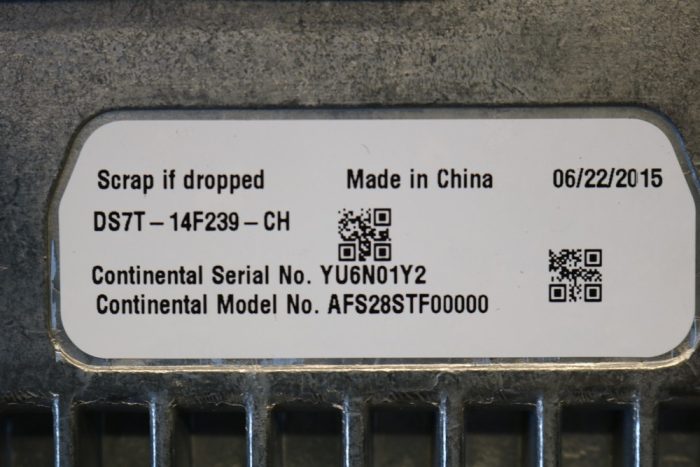 Scrap if dropped Made in China 06/22/2015
DS7T-14F239-CH
Continental Serial No. YU6N01Y2
Continental Model No. AFS28STF00000